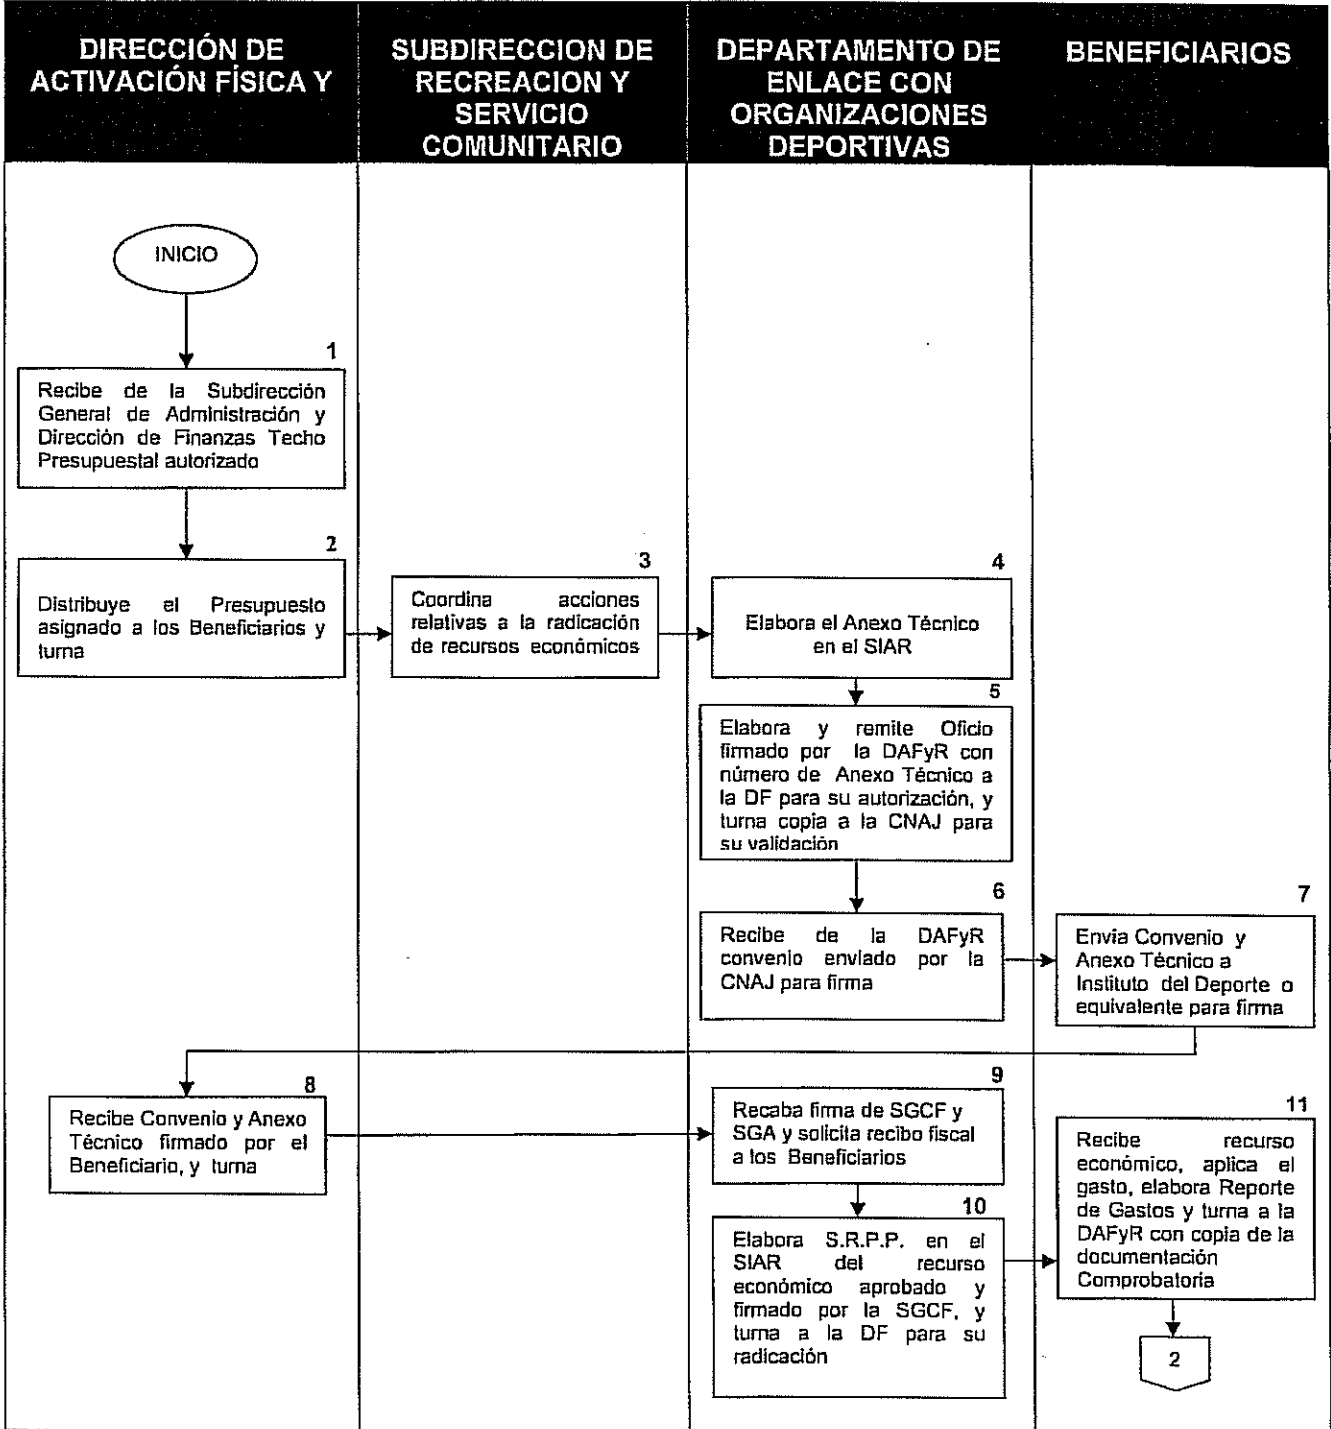 DIRECCIÓN DE
ACTIVACIÓN FÍSICA Y
SUBDIRECCION DE
RECREACION Y
SERVICIO
COMUNITARIO
DEPARTAMENTO DE
ENLACE CON
ORGANIZACIONES
DEPORTIVAS
BENEFICIARIOS
INICIO
1
Recibe de la Subdirección
General de Administración y
Dirección de Finanzas Techo
Presupuestal autorizado
2
Distribuye el Presupuesto
asignado a los Beneficiarios y
turna
3
Coordina acciones
relativas a la radicación
de recursos económicos
4
Elabora el Anexo Técnico
en el SIAR
5
Elabora y remite Oficio
firmado por la DAFyR con
número de Anexo Técnico a
la DF para su autorización, y
turna copia a la CNAJ para
su validación
6
Recibe de la DAFyR
convenio enviado por la
CNAJ para firma
7
Envia Convenio y
Anexo Técnico a
Instituto del Deporte o
equivalente para firma
8
Recibe Convenio y Anexo
Técnico firmado por el
Beneficiario, y turna
9
Recaba firma de SGCF y
SGA y solicita recibo fiscal
a los Beneficiarios
10
Elabora S.R.P.P. en el
SIAR del recurso
económico aprobado y
firmado por la SGCF, y
turna a la DF para su
radicación
11
Recibe recurso
económico, aplica el
gasto, elabora Reporte
de Gastos y turna a la
DAFyR con copia de la
documentación
Comprobatoria
2